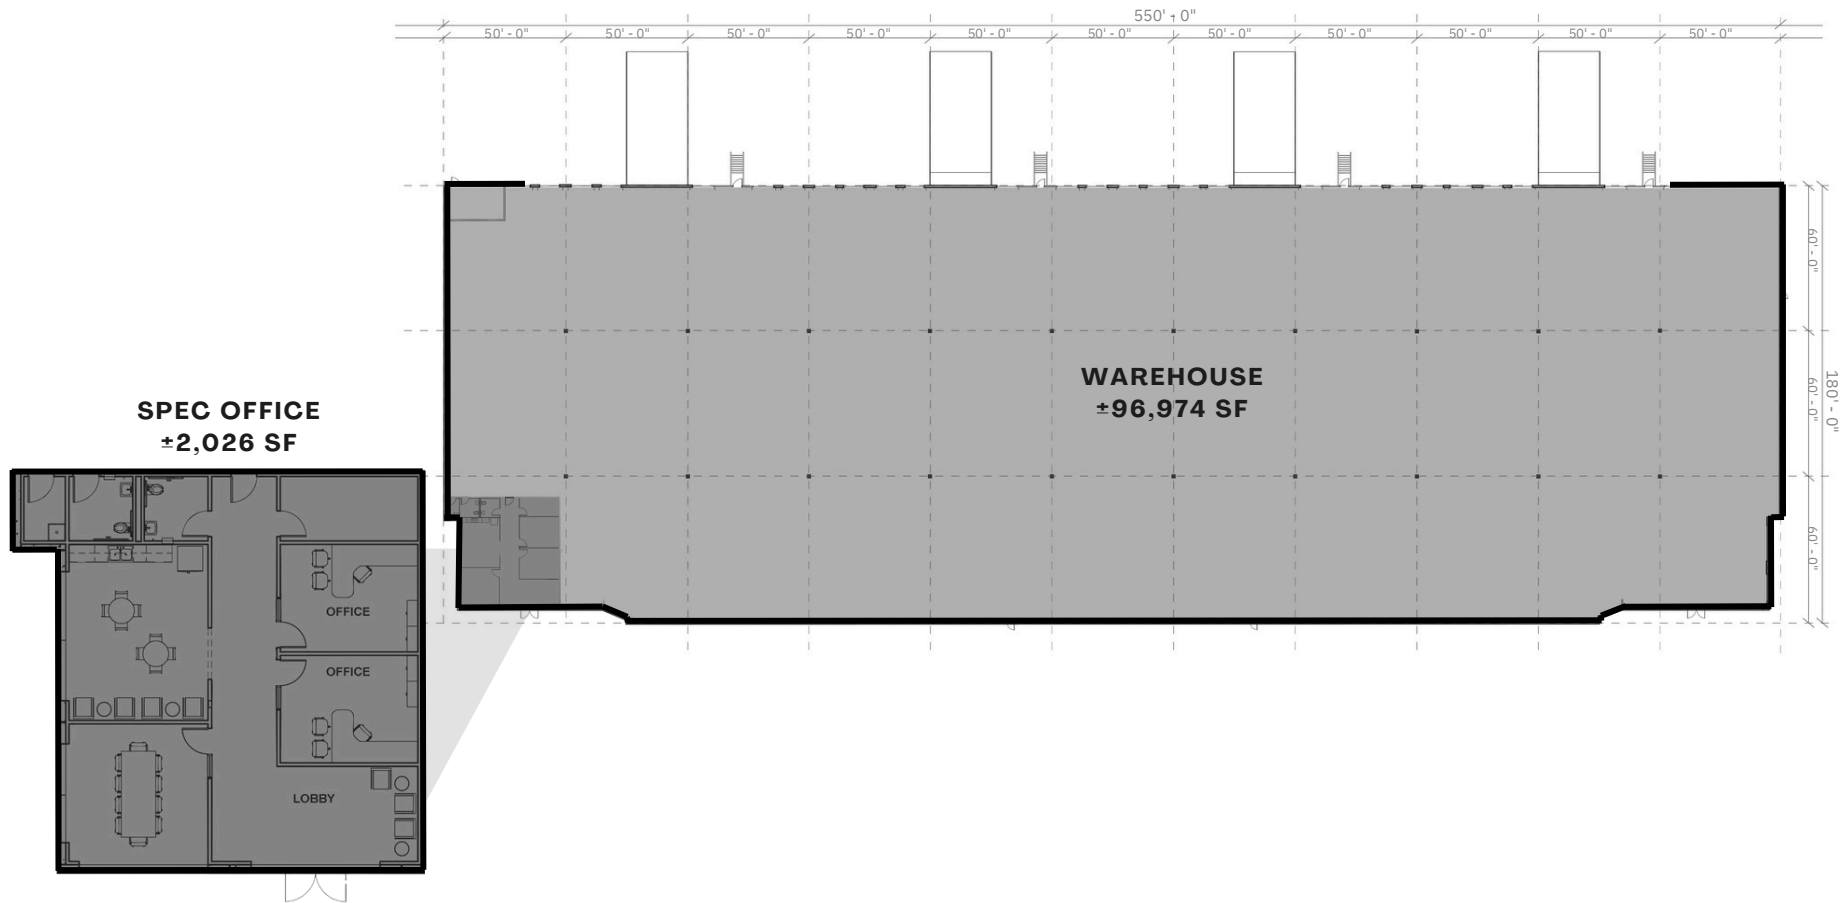 550' - 0"
50' - 0" 50' - 0" 50' - 0" 50' - 0" 50' - 0" 50' - 0" 50' - 0" 50' - 0" 50' - 0" 50' - 0" 50' - 0"
60' - 0"
WAREHOUSE
±96,974 SF
60' - 0"
180' - 0"
SPEC OFFICE
±2,026 SF
60' - 0"
OFFICE
OFFICE
LOBBY